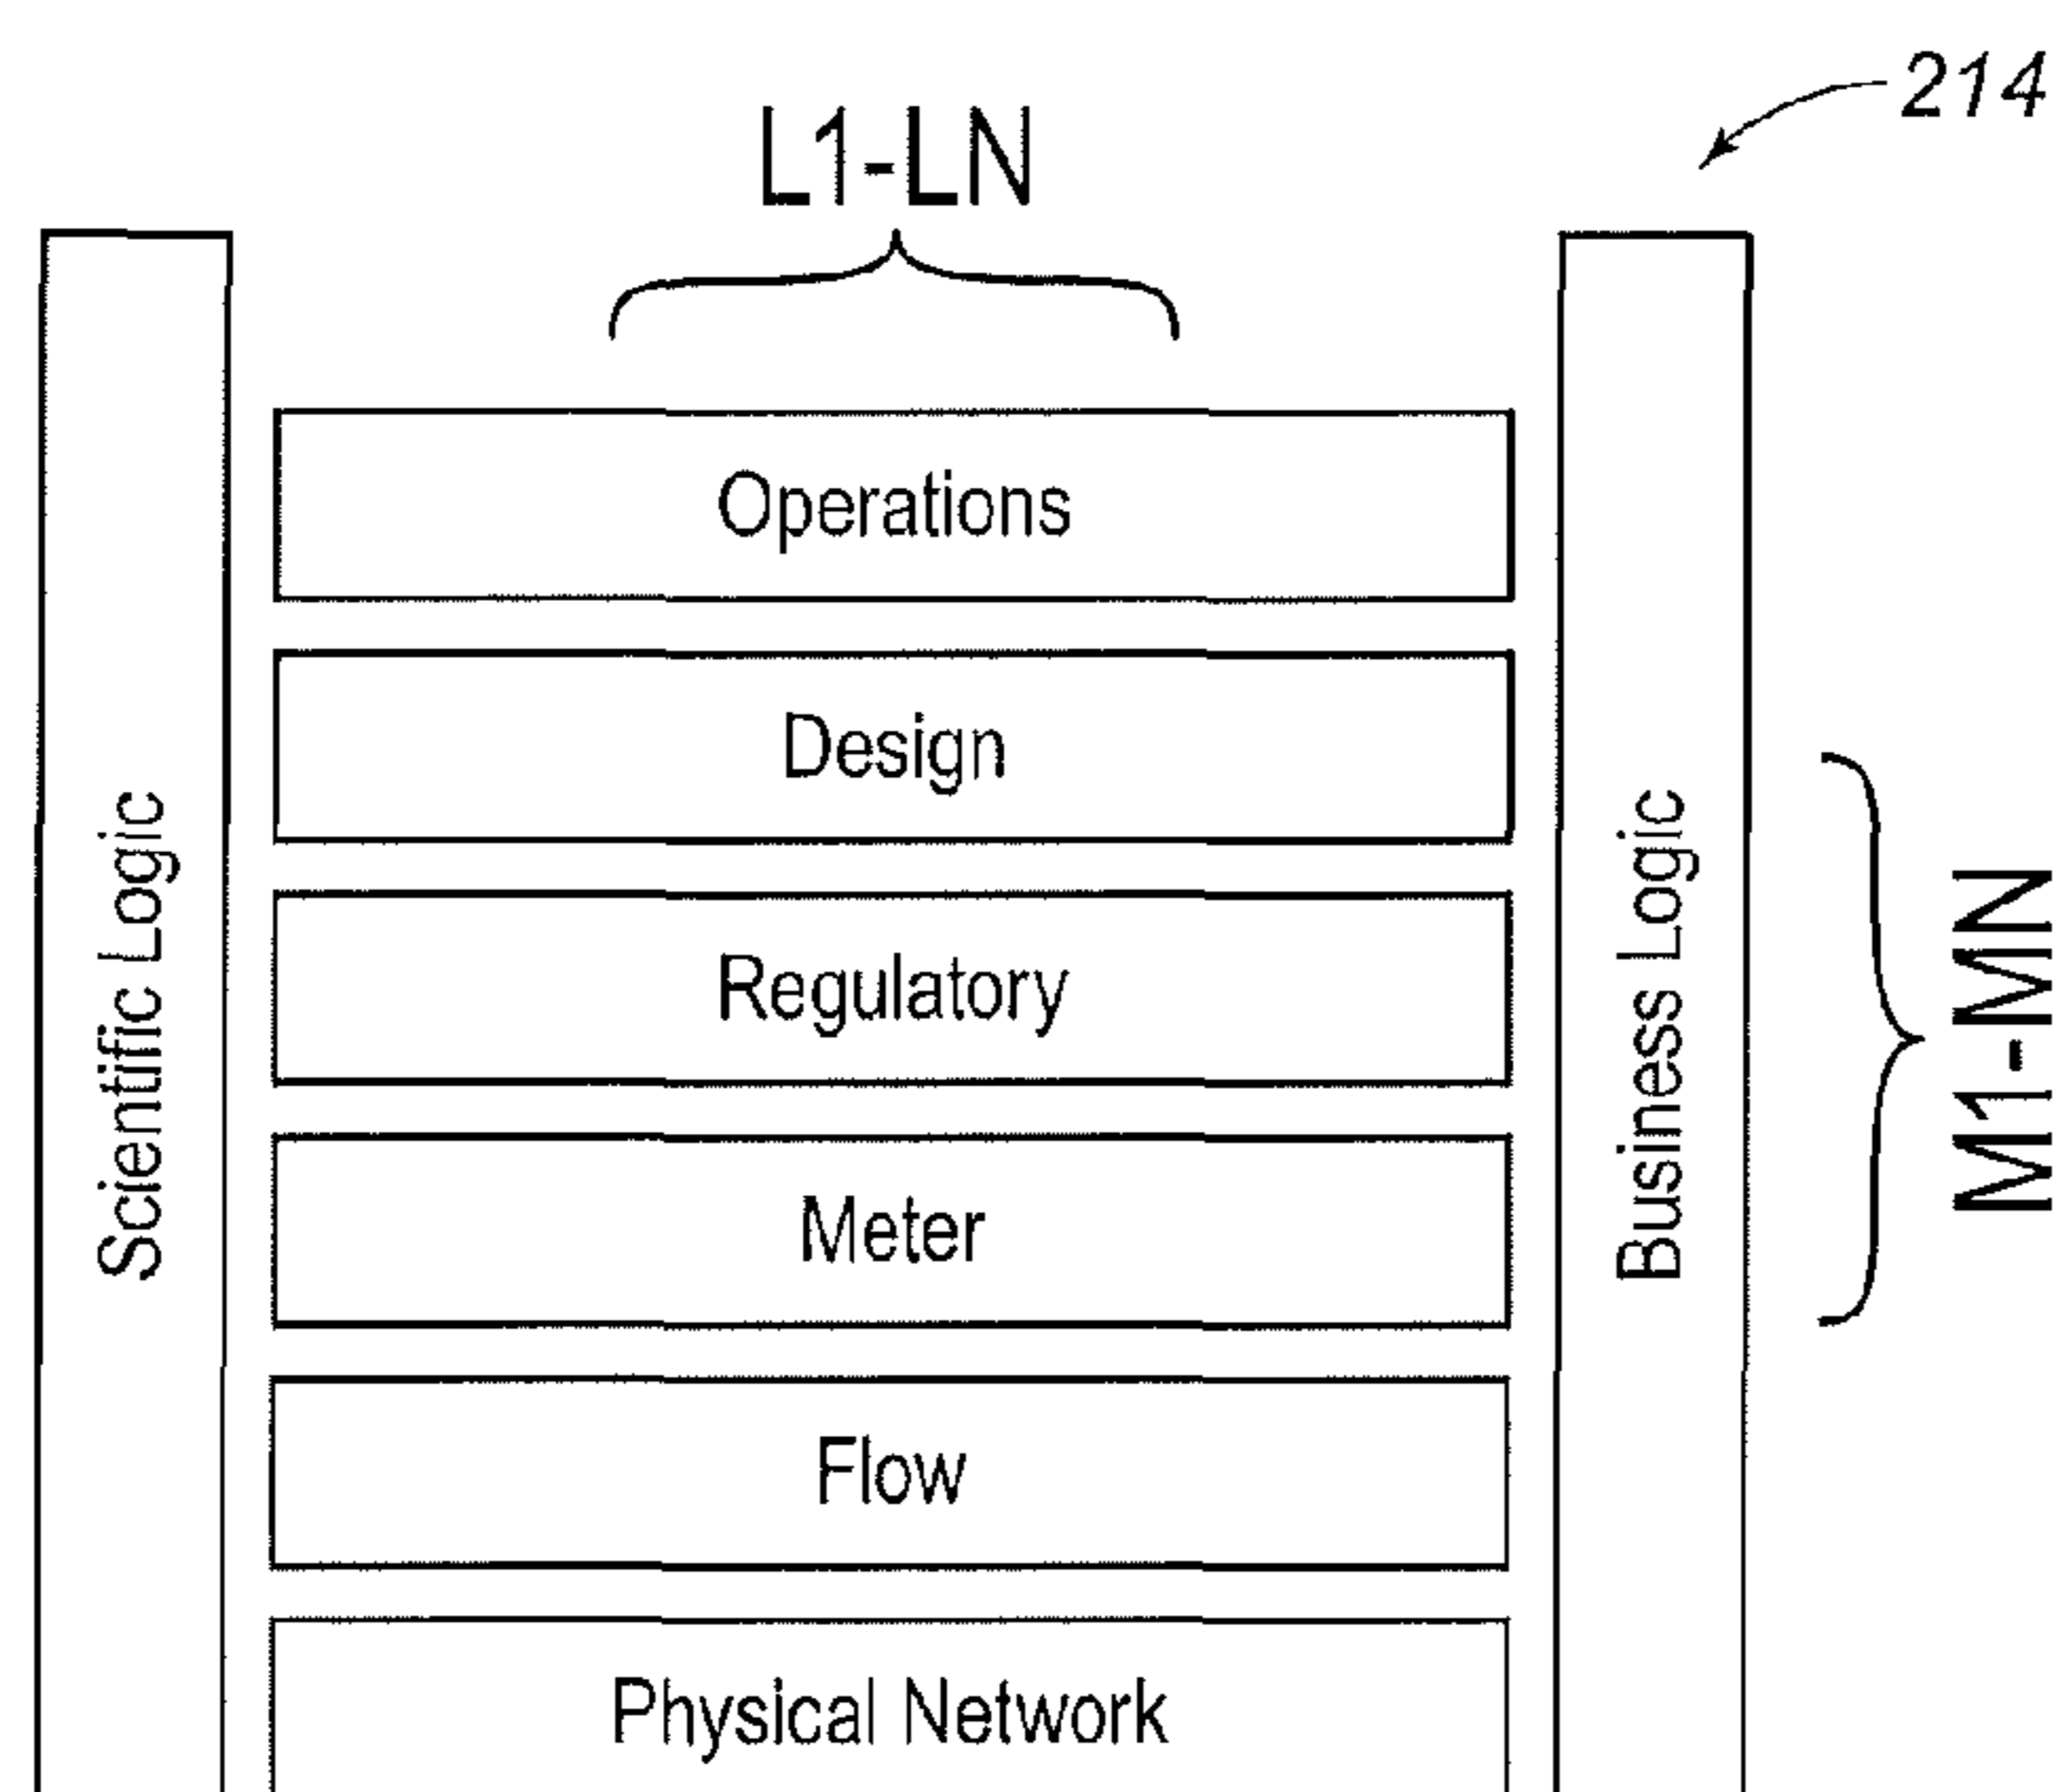 214
L1-LN
Operations
Design
Regulatory
Meter
Flow
Physical Network
Scientific Logic
Business Logic
M1-MN